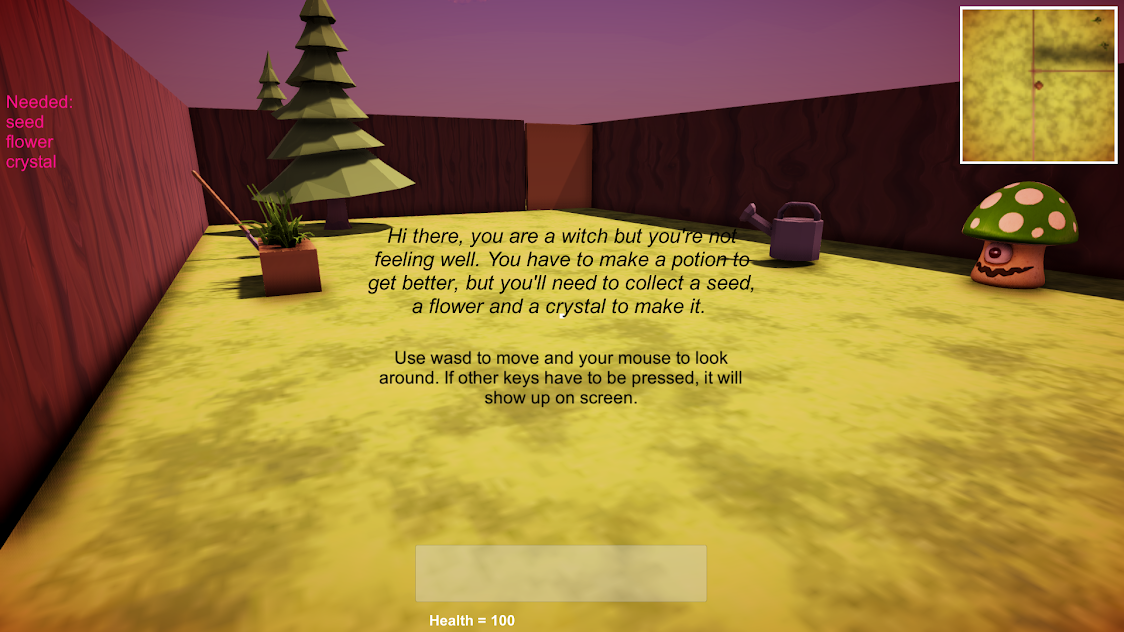 Needed:
seed
flower
crystal
Hi there, you are a witch but you're not
feeling well. You have to make a potion to
get better, but you'll need to collect a seed,
a flower and a crystal to make it.
Use wasd to move and your mouse to look
around. If other keys have to be pressed, it will
show up on screen.
Health = 100